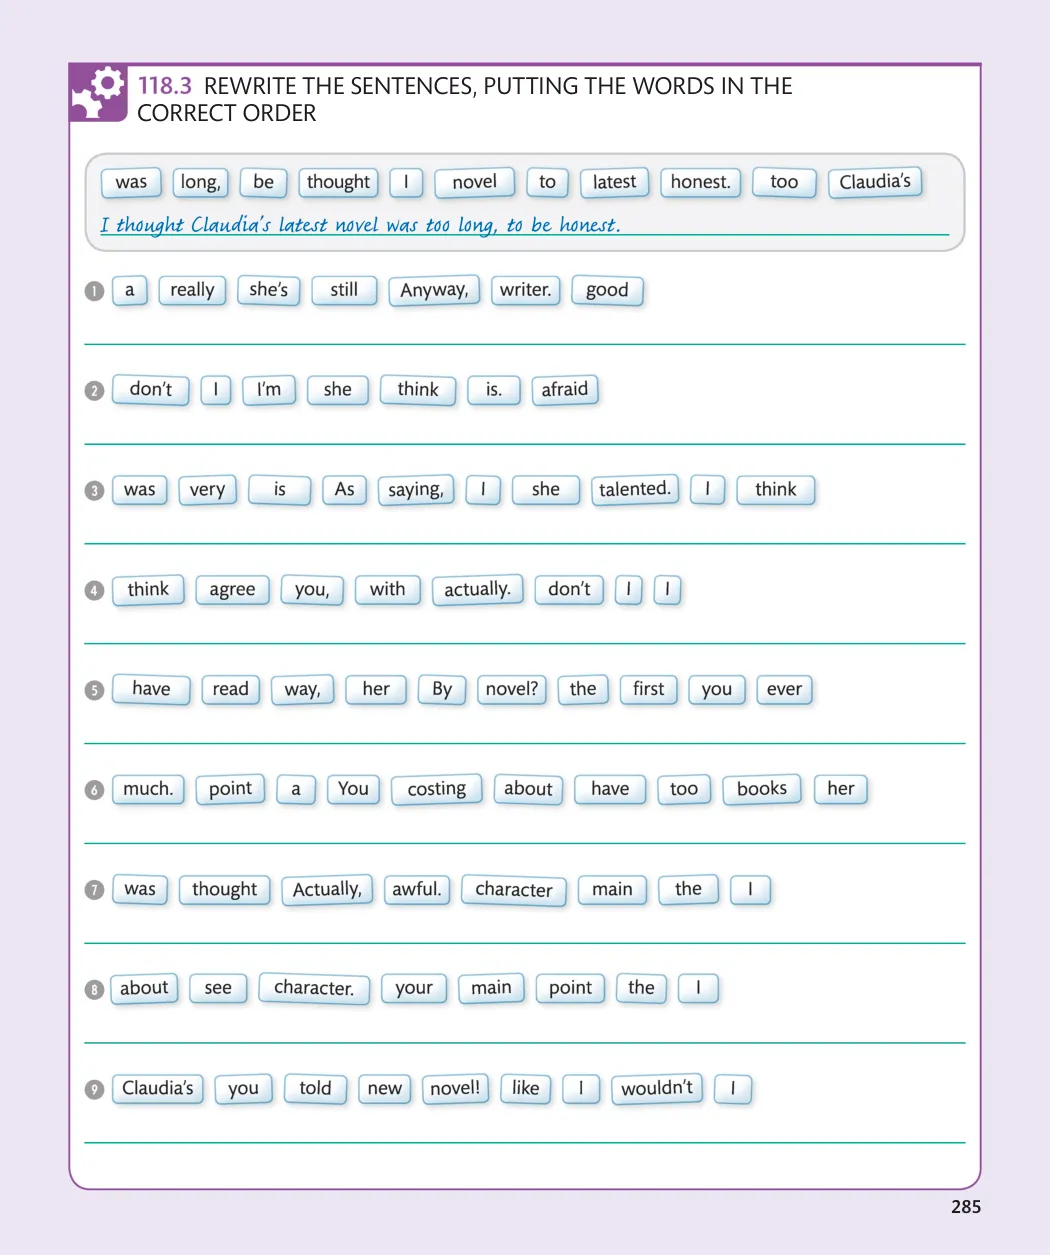 118.3 REWRITE THE SENTENCES, PUTTING THE WORDS IN THE
CORRECT ORDER
was long, be thought I novel to latest honest. too Claudia's
I thought Claudia's latest novel was too long, to be honest.
1 a really she's still Anyway, writer. good
2 don't I I'm she think is. afraid
3 was very is As saying, I she talented. I think
4 think agree you, with actually. don't I I
5 have read way, her By novel? the first you ever
6 much. point a You costing about have too books her
7 was thought Actually, awful. character main the I
8 about see character. your main point the I
9 Claudia's you told new novel! like I wouldn't I
285